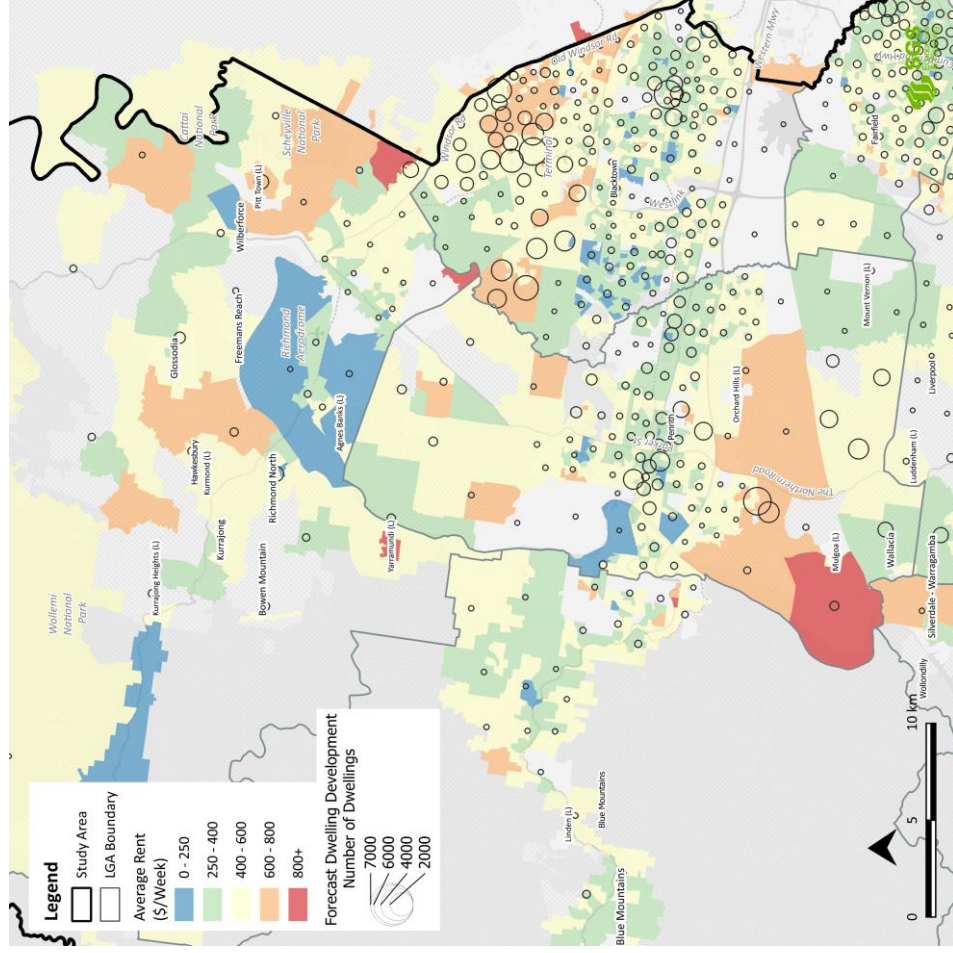 Legend
Study Area
LGA Boundary
Average Rent
($/Week)
0 - 250
250 - 400
400 - 600
600 - 800
800+
Forecast Dwelling Development
Number of Dwellings
7000
6000
4000
2000
0
5
10 km
Wollemi
National
Park
Kurrajong Heights (L)
Kurrajong
Bowen Mountain
Hawkesbury
Kurmond (L)
Richmond North
Glossodia
Freemans Reach
Richmond
Aerodrome
Agnes Banks (L)
Yarramundi (L)
Wilberforce
Pitt Town (L)
Cattai
National
Park
Scheyville
National
Park
Windsor Rd
Old Windsor Rd
Terminal
Blacktown
Westlink
Western Mwy
Fairfield
Penrith
Parker St
Orchard Hills (L)
The Northern Road
Mount Vernon (L)
Luddenham (L)
Liverpool
Mulgoa (L)
Wallacia
Silverdale - Warragamba
Wollondilly
Linden (L)
Blue Mountains
Blue Mountains